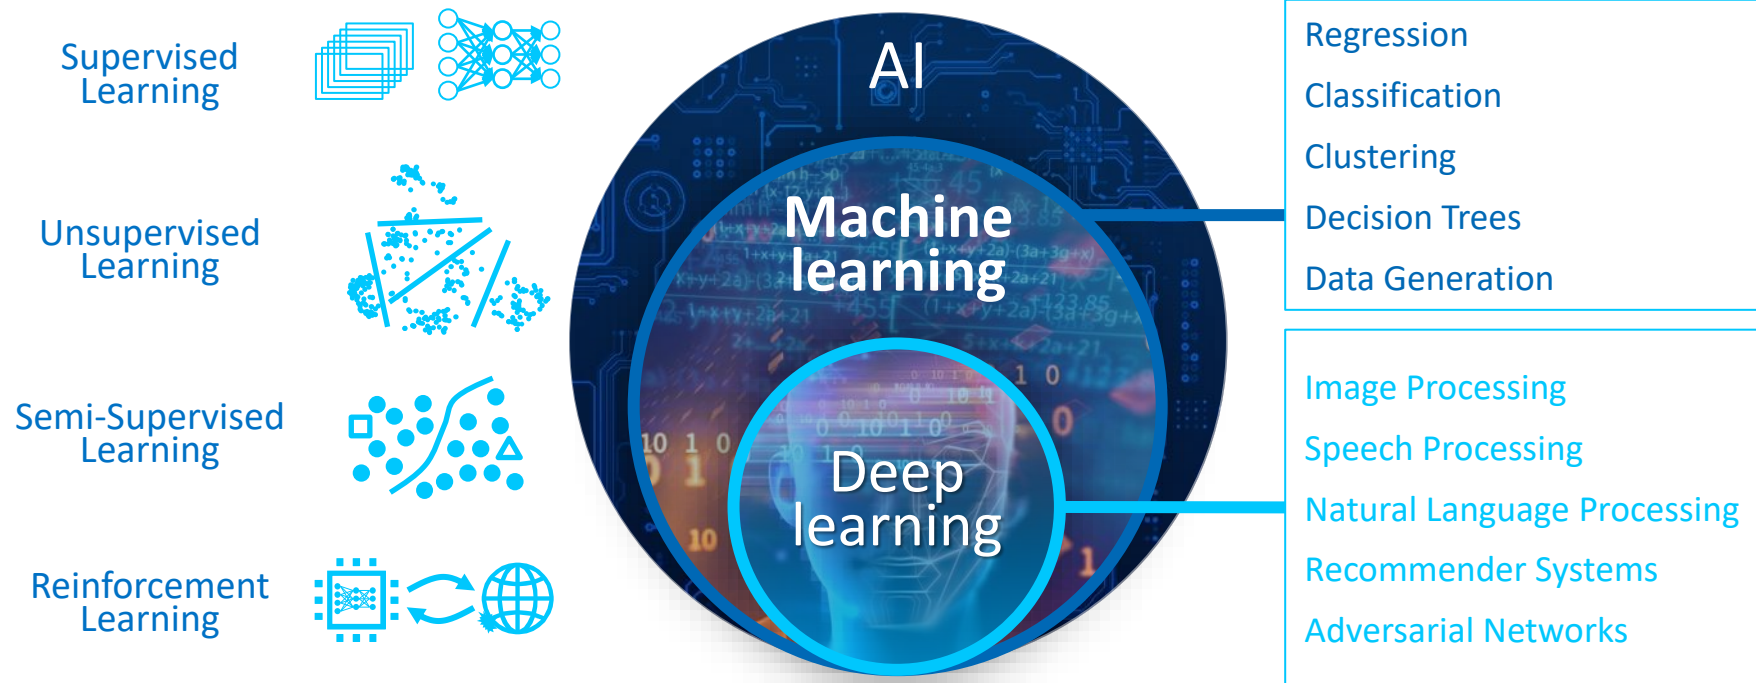 Supervised
Learning
Unsupervised
Learning
Semi-Supervised
Learning
Reinforcement
Learning
AI
Machine
learning
Deep
learning
Regression
Classification
Clustering
Decision Trees
Data Generation
Image Processing
Speech Processing
Natural Language Processing
Recommender Systems
Adversarial Networks